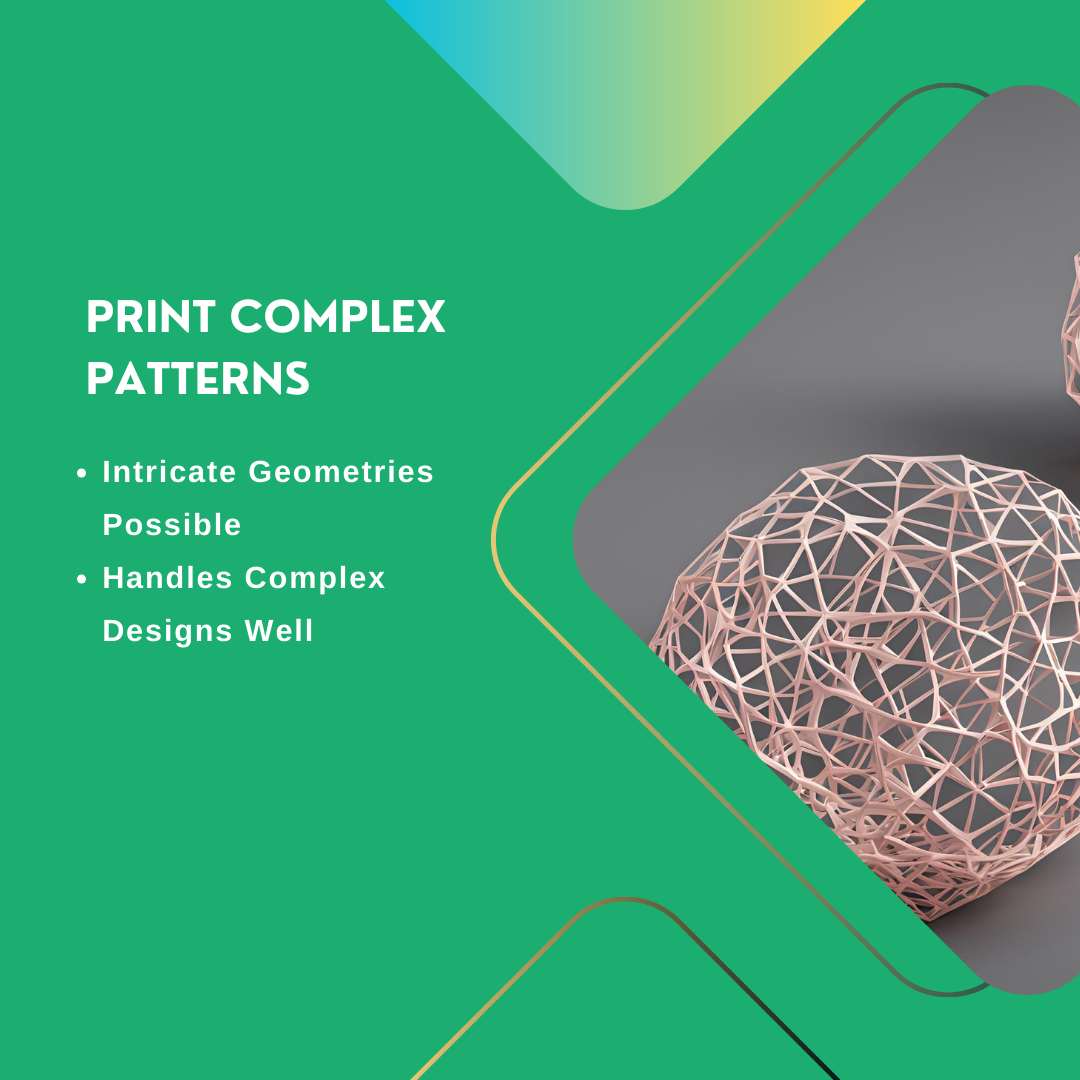 PRINT COMPLEX
PATTERNS
• Intricate Geometries
Possible
• Handles Complex
Designs Well